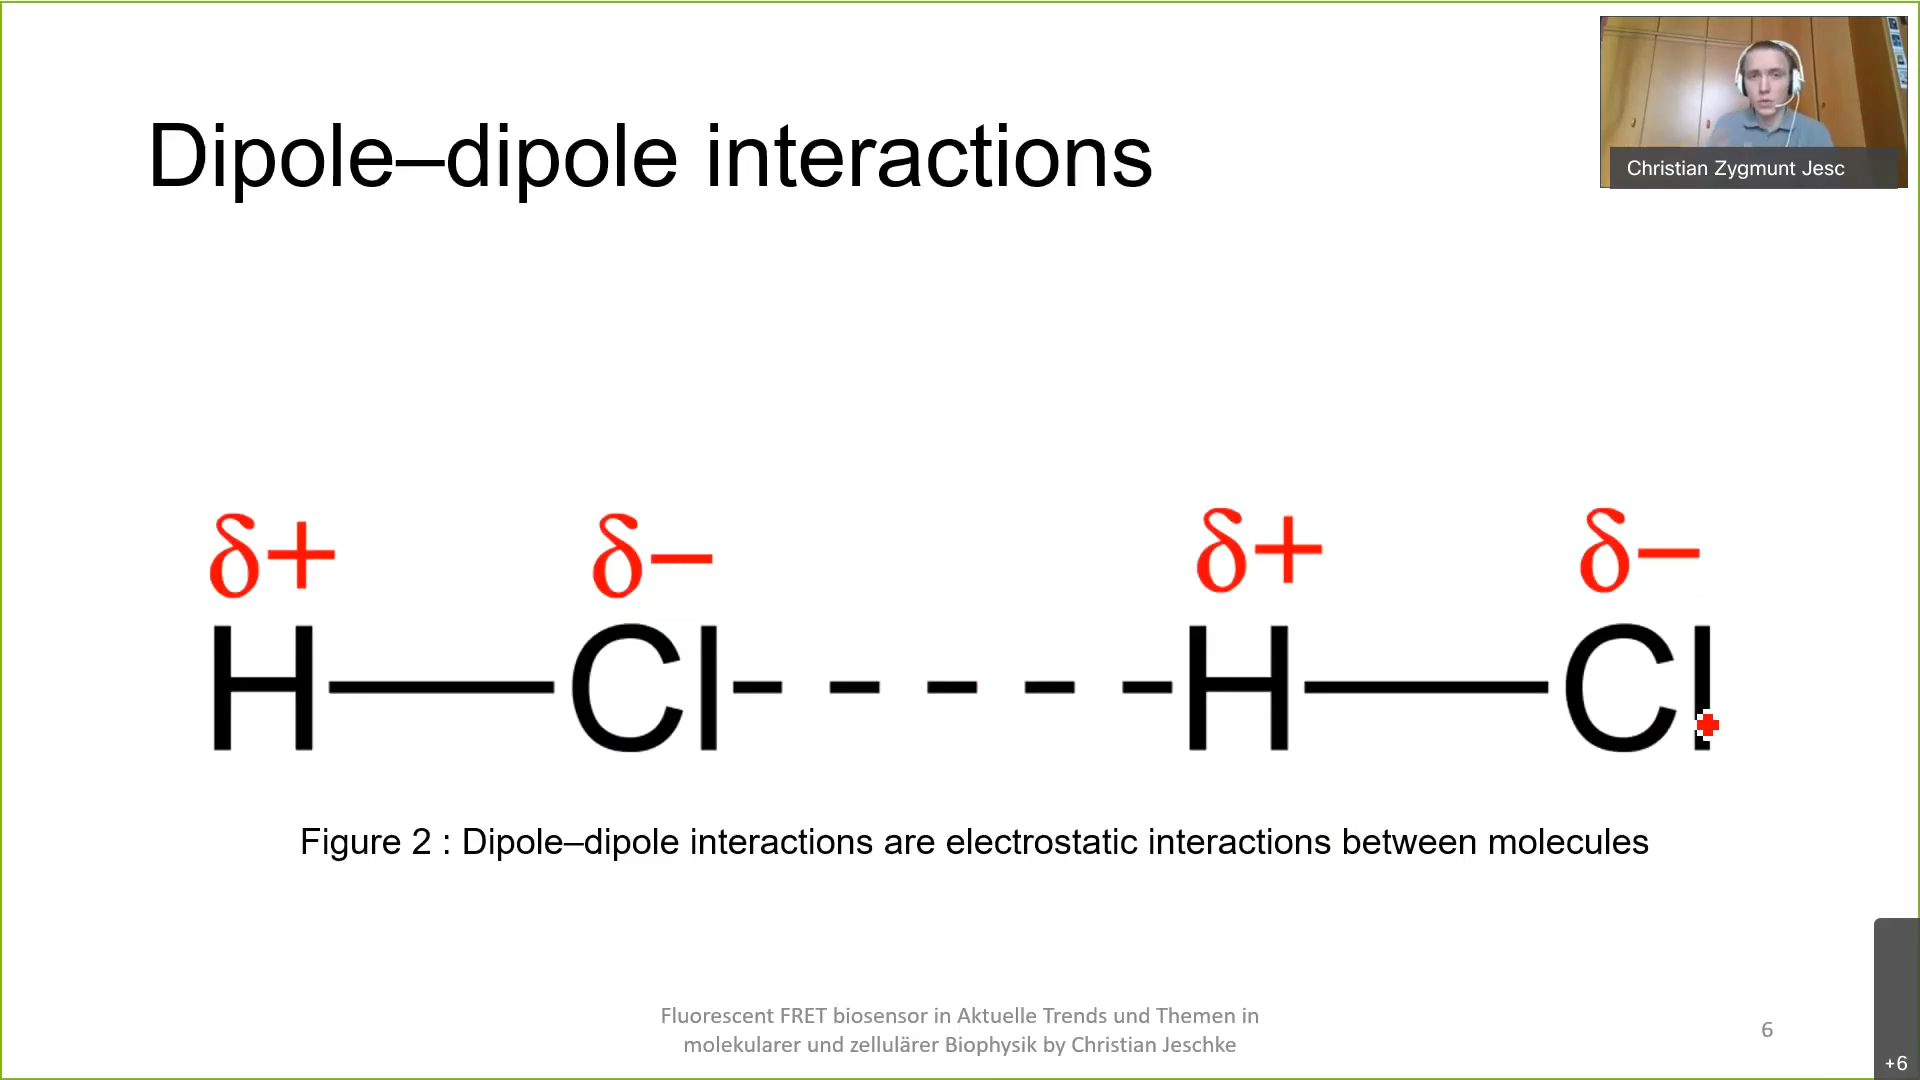 Christian Zygmunt Jesc
Dipole–dipole interactions
δ+ δ− δ+ δ−
H Cl H Cl
Figure 2 : Dipole–dipole interactions are electrostatic interactions between molecules
Fluorescent FRET biosensor in Aktuelle Trends und Themen in
molekularer und zellulärer Biophysik by Christian Jeschke
6
+6